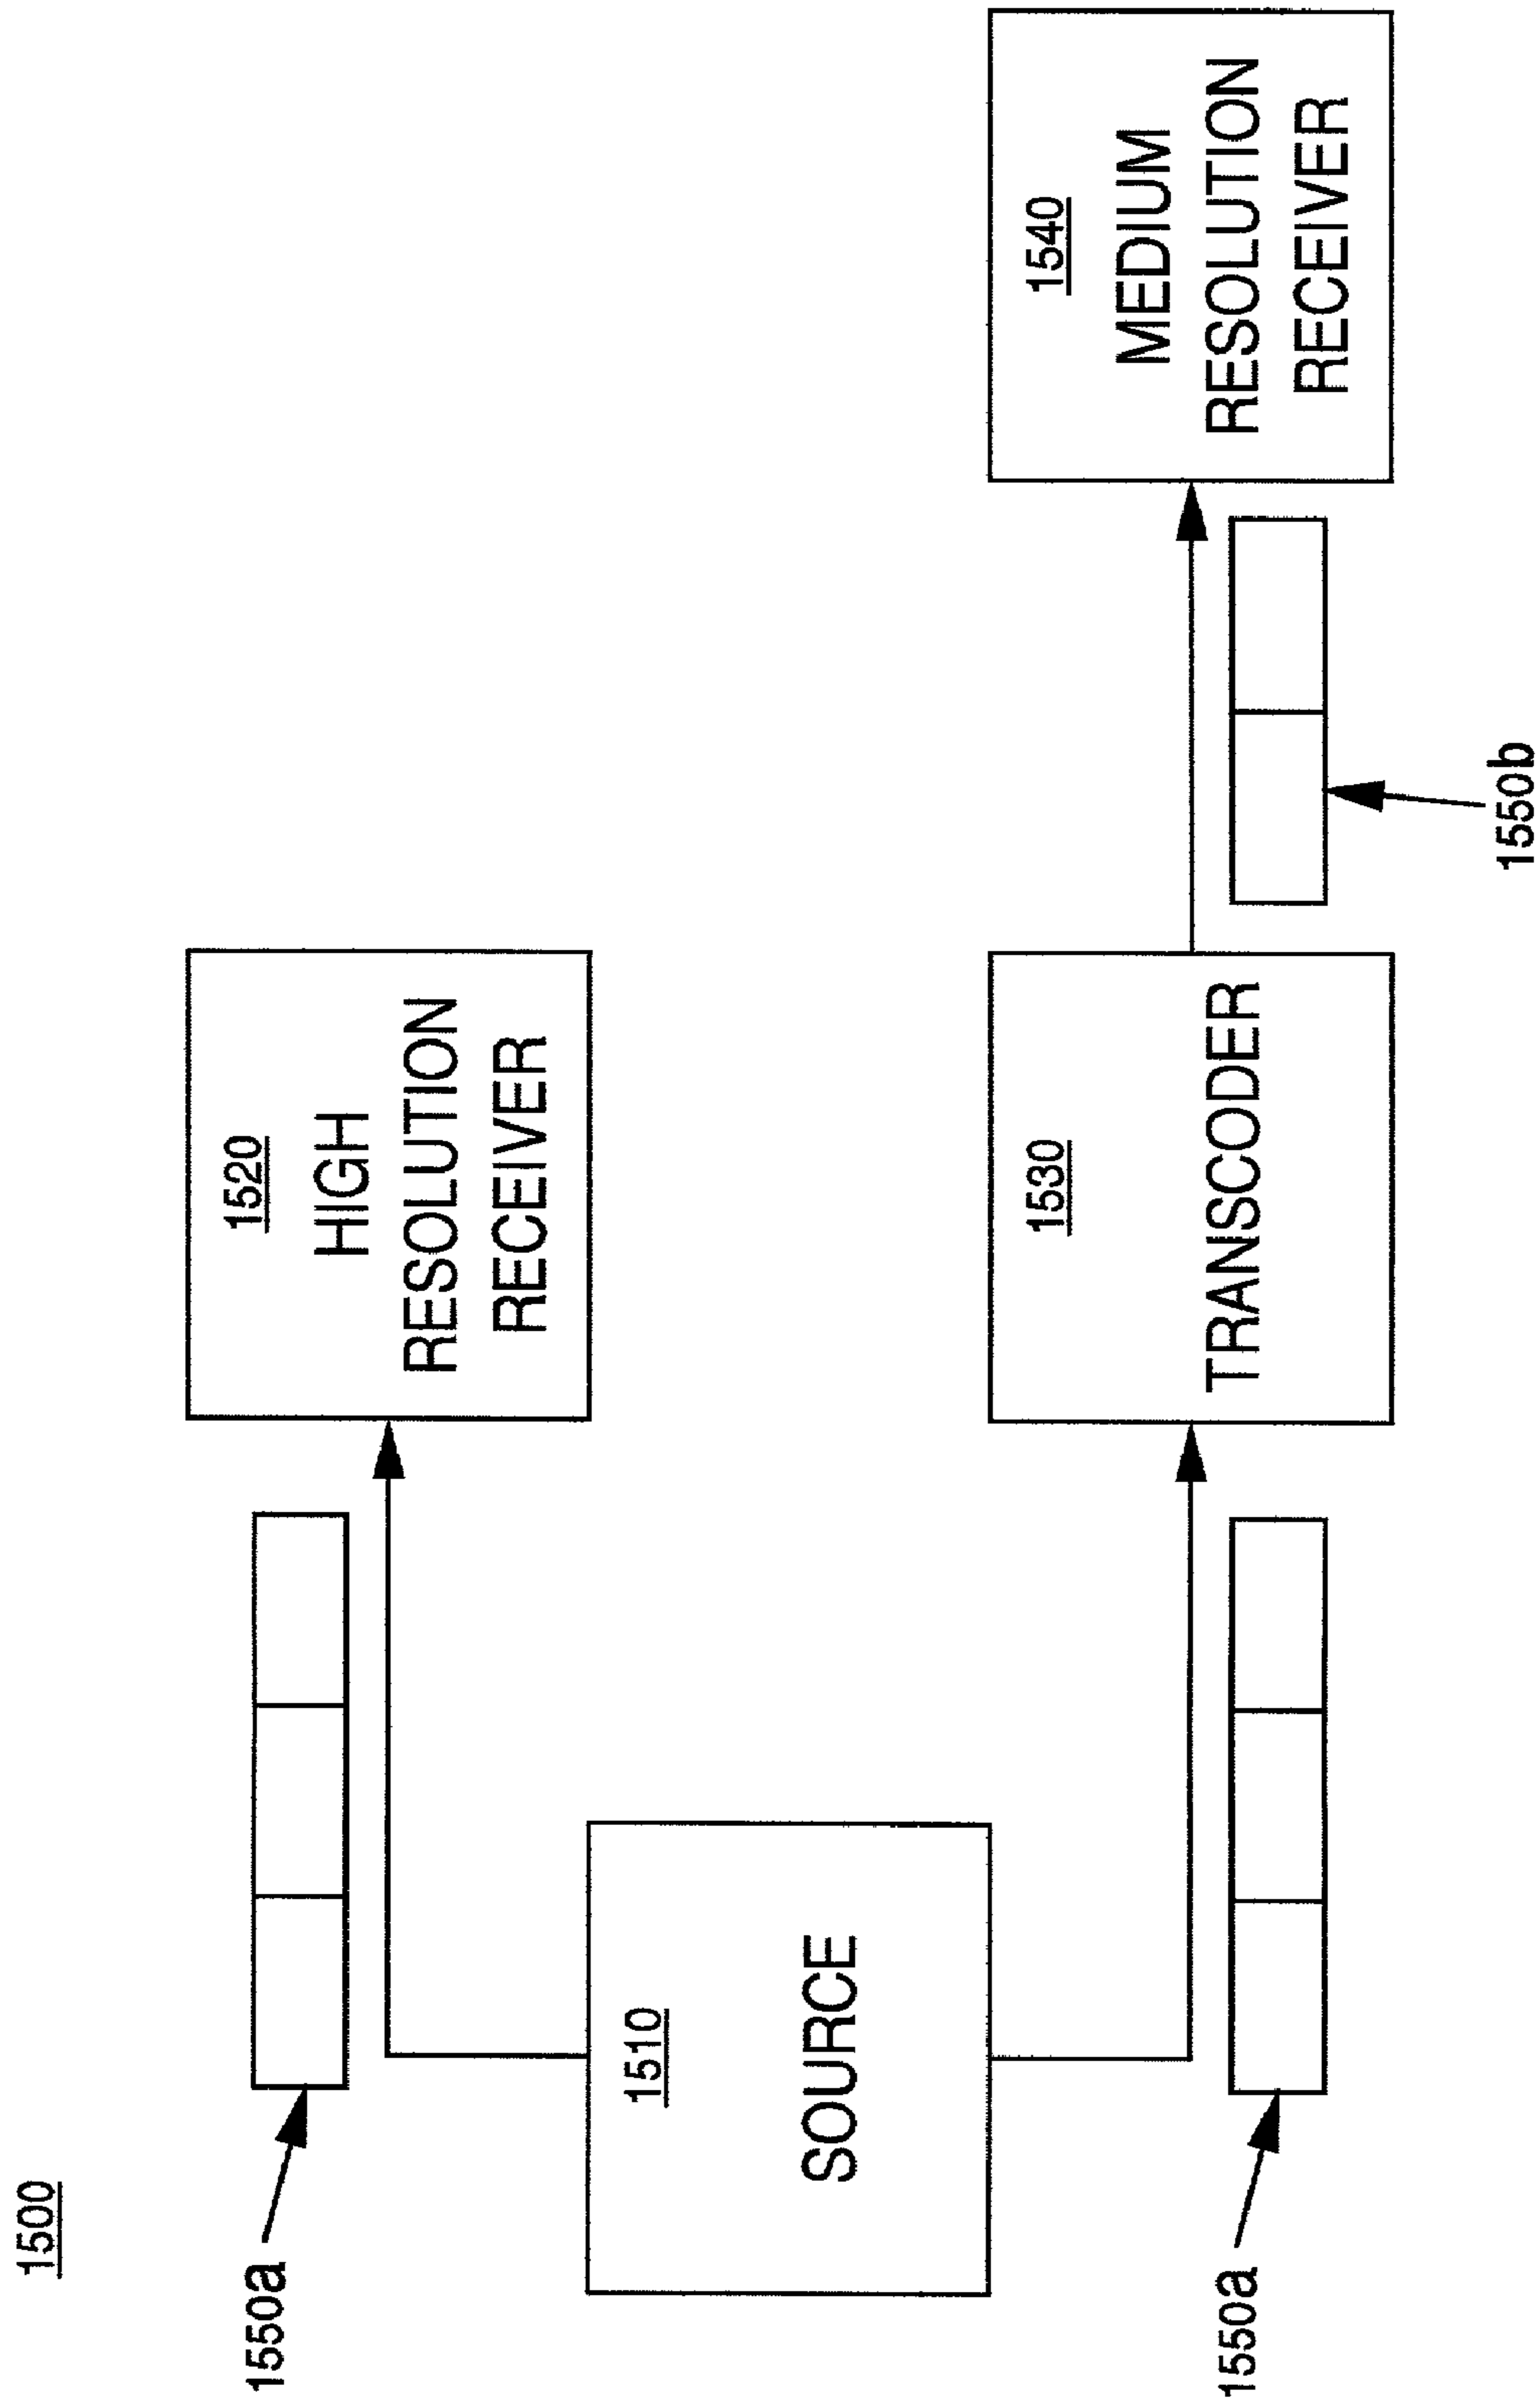 1500
1550a
1520
HIGH
RESOLUTION
RECEIVER
1510
SOURCE
1550a
1530
TRANSCODER
1550b
1540
MEDIUM
RESOLUTION
RECEIVER